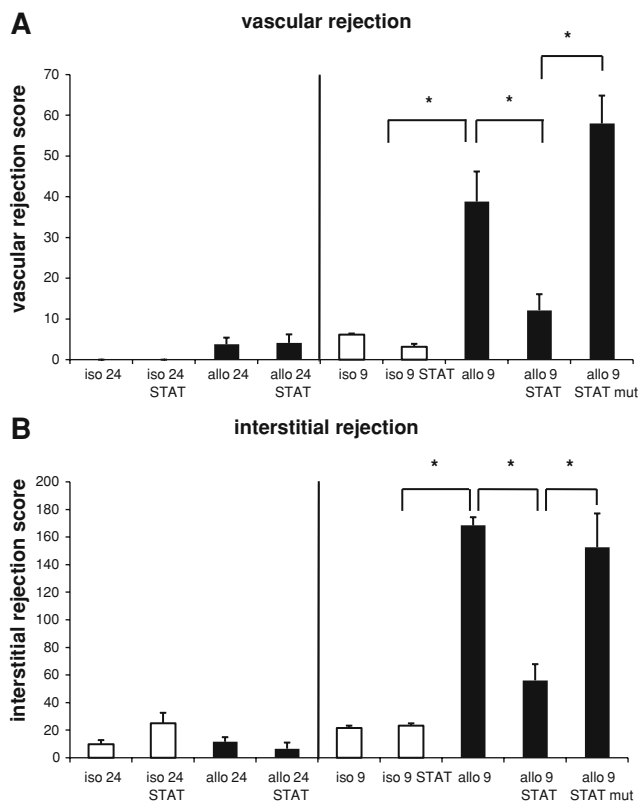 A
vascular rejection
vascular rejection score
70
60
50
40
30
20
10
0
* * *
iso 24 iso 24 STAT allo 24 allo 24 STAT iso 9 iso 9 STAT allo 9 allo 9 STAT allo 9 STAT mut
B
interstitial rejection
interstitial rejection score
200
180
160
140
120
100
80
60
40
20
0
* * *
iso 24 iso 24 STAT allo 24 allo 24 STAT iso 9 iso 9 STAT allo 9 allo 9 STAT allo 9 STAT mut